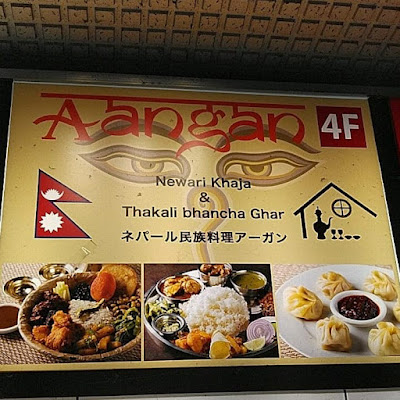 Aangan
4F
Newari Khaja
&
Thakali bhancha Ghar
ネパール民族料理アーガン